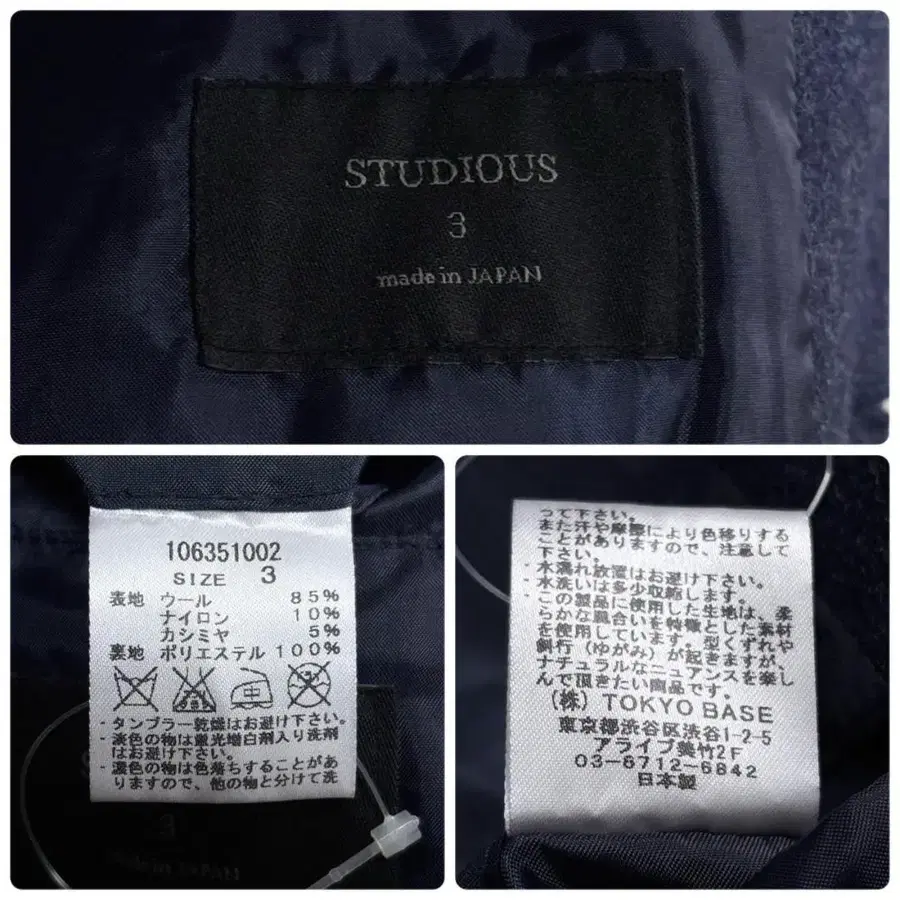 STUDIOUS
3
made in JAPAN
106351002
SIZE 3
表地 ウール 85%
ナイロン 10%
カシミヤ 5%
裏地 ポリエステル 100%
・タンブラー乾燥はお避け下さい。
・淡色の物は蛍光増白剤入り洗剤
はお避け下さい。
・濃色の物は色落ちすることがあ
りますので、他の物と分けて洗
3
made in JAPAN
って下さい。
また汗や摩擦により色移りする
ことがありますので、注意して
下さい。
・水濡れ放置はお避け下さい。
・水洗いは多少収縮します。
・この製品に使用した生地は、柔
らかな風合いを特徴とした素材
を使用しています。型くずれや
斜行（ゆがみ）が起きますが、
ナチュラルなニュアンスを楽し
んで頂きたい商品です。
(株) TOKYO BASE
東京都渋谷区渋谷1-2-5
アライブ美竹2F
03-6712-6842
日本製